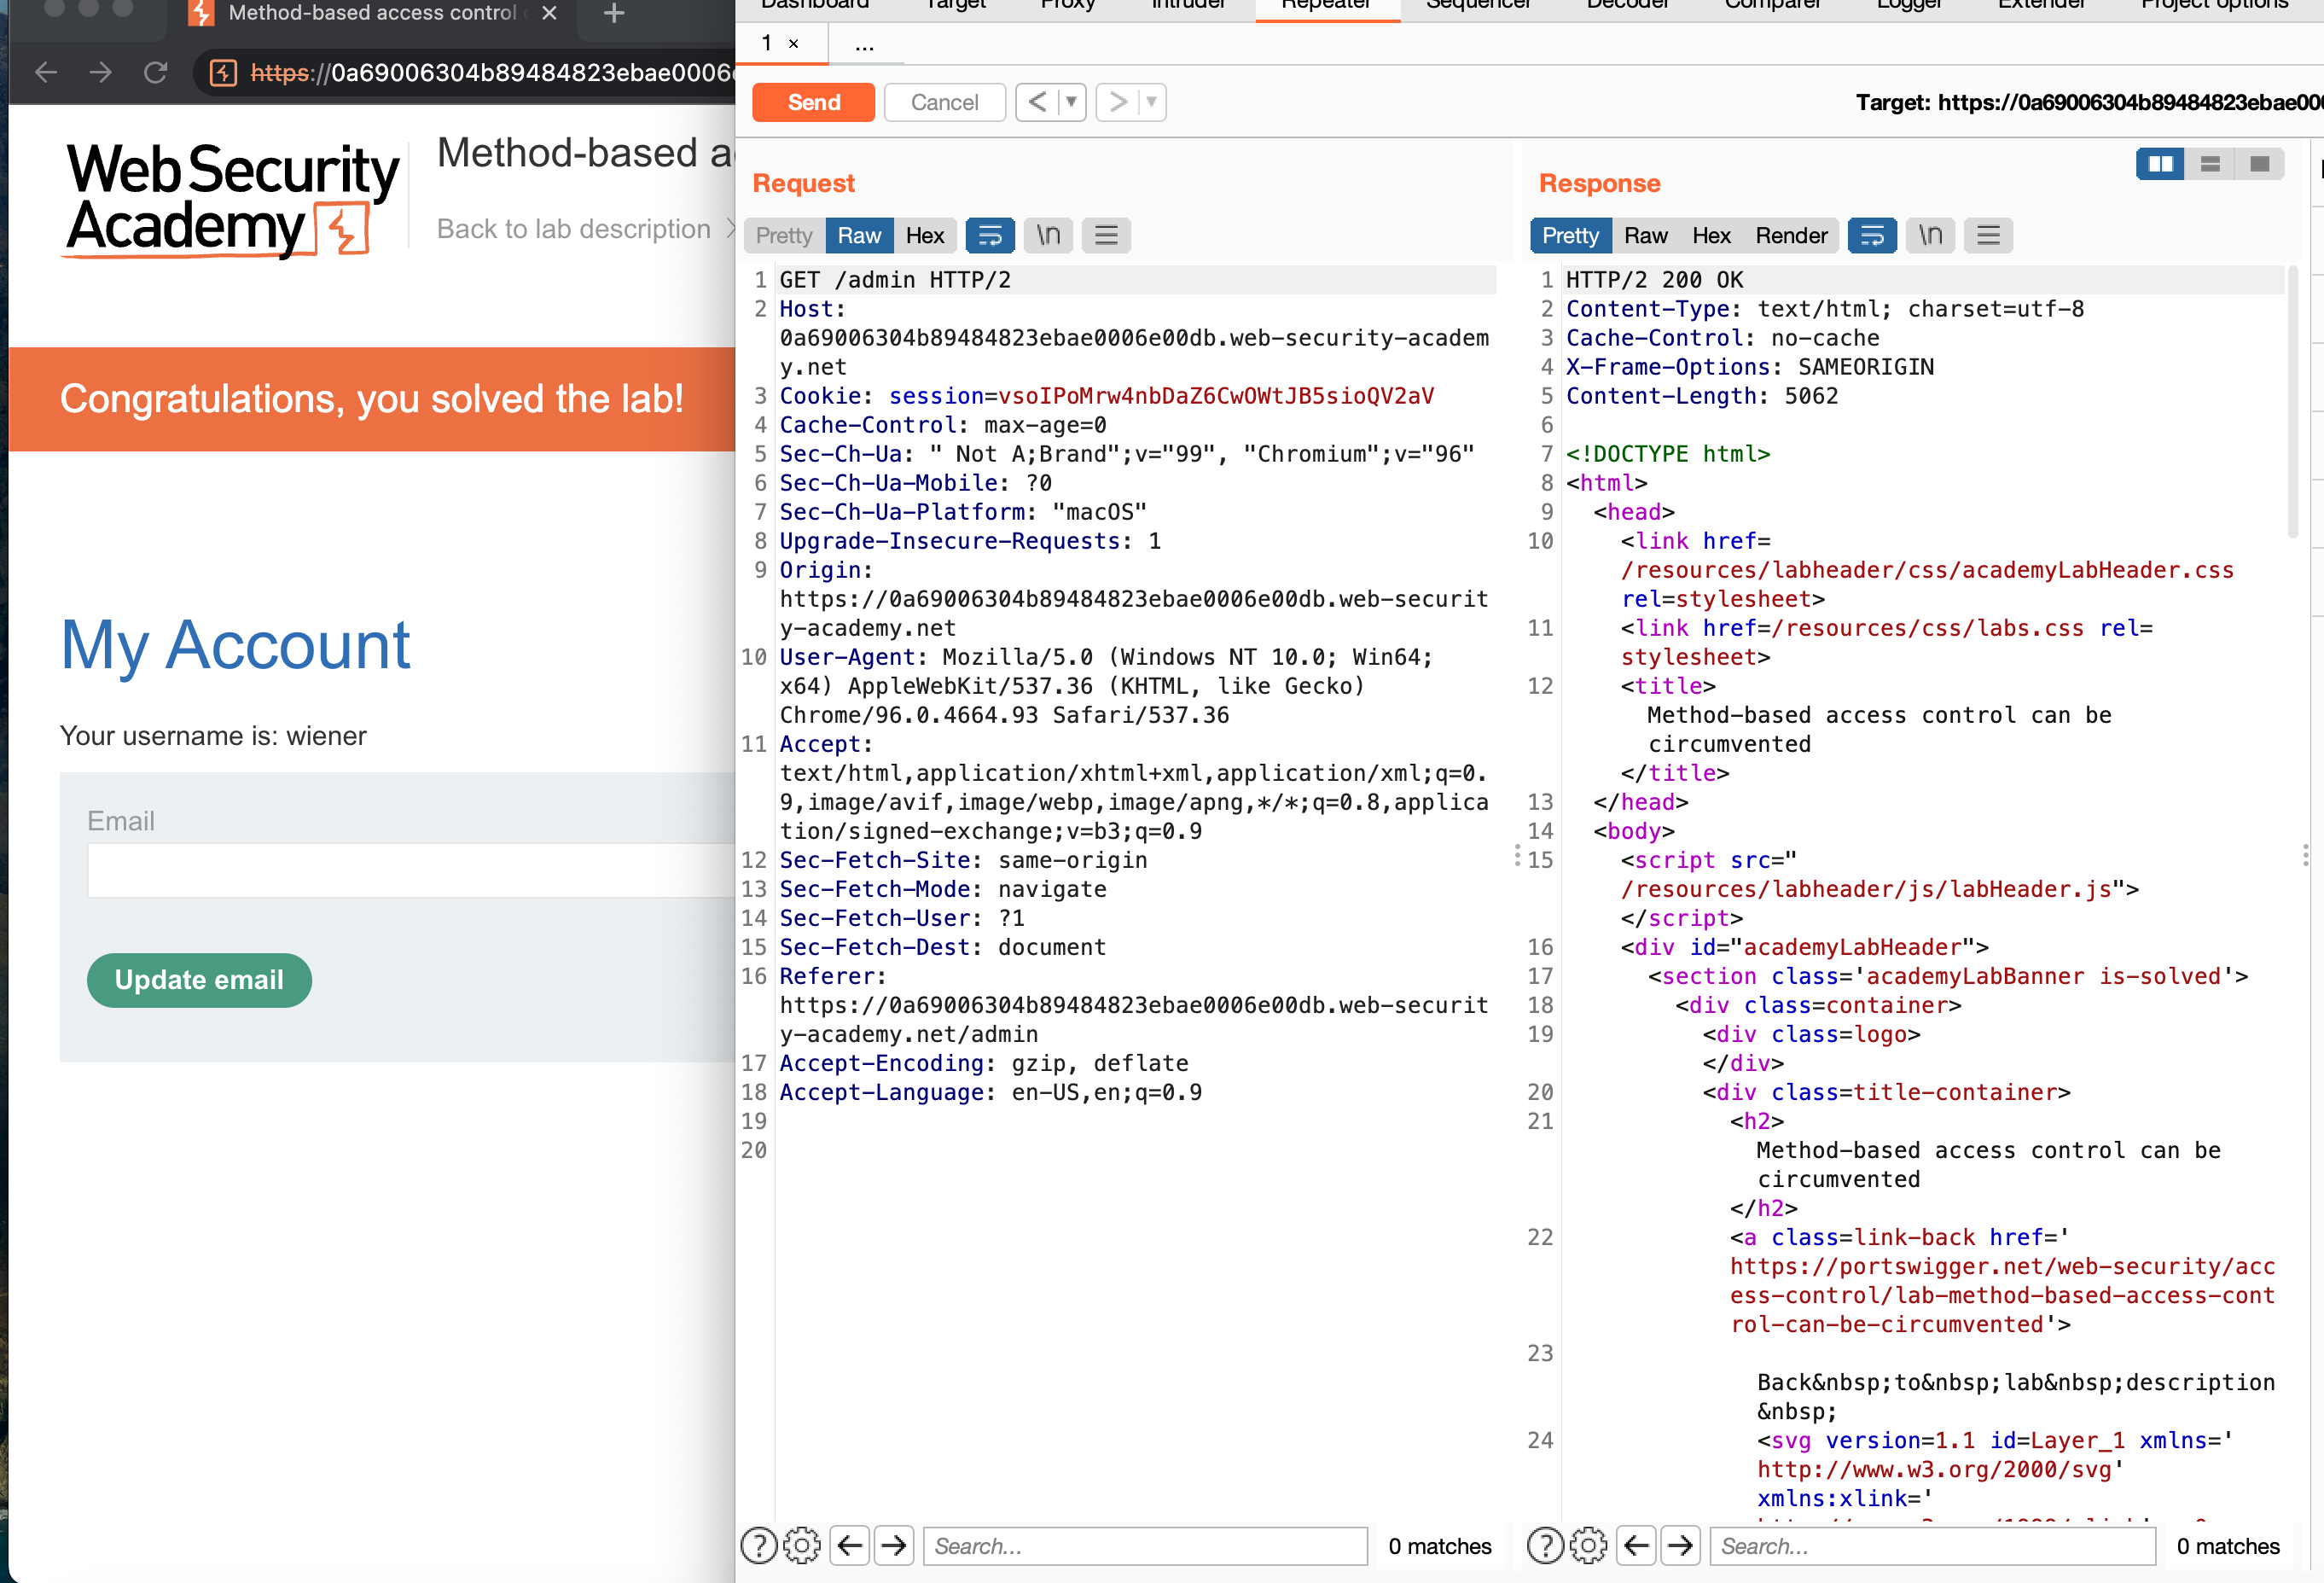 Method-based access control
https://0a69006304b89484823ebae0006
Web Security
Academy
Method-based a
Back to lab description
Congratulations, you solved the lab!
My Account
Your username is: wiener
Email
Update email
Dashboard Target Proxy Intruder Repeater Sequencer Decoder Comparer Logger Extender Project options
1 × ...
Send Cancel < ▼ > ▼
Target: https://0a69006304b89484823ebae00
Request
Pretty Raw Hex \n
1 GET /admin HTTP/2
2 Host:
0a69006304b89484823ebae0006e00db.web-security-academ
y.net
3 Cookie: session=vsoIPoMrw4nbDaZ6CwOWtJB5sioQV2aV
4 Cache-Control: max-age=0
5 Sec-Ch-Ua: " Not A;Brand";v="99", "Chromium";v="96"
6 Sec-Ch-Ua-Mobile: ?0
7 Sec-Ch-Ua-Platform: "macOS"
8 Upgrade-Insecure-Requests: 1
9 Origin:
https://0a69006304b89484823ebae0006e00db.web-securit
y-academy.net
10 User-Agent: Mozilla/5.0 (Windows NT 10.0; Win64;
x64) AppleWebKit/537.36 (KHTML, like Gecko)
Chrome/96.0.4664.93 Safari/537.36
11 Accept:
text/html,application/xhtml+xml,application/xml;q=0.
9,image/avif,image/webp,image/apng,*/*;q=0.8,applica
tion/signed-exchange;v=b3;q=0.9
12 Sec-Fetch-Site: same-origin
13 Sec-Fetch-Mode: navigate
14 Sec-Fetch-User: ?1
15 Sec-Fetch-Dest: document
16 Referer:
https://0a69006304b89484823ebae0006e00db.web-securit
y-academy.net/admin
17 Accept-Encoding: gzip, deflate
18 Accept-Language: en-US,en;q=0.9
19
20
Search...
0 matches
Response
Pretty Raw Hex Render \n
1 HTTP/2 200 OK
2 Content-Type: text/html; charset=utf-8
3 Cache-Control: no-cache
4 X-Frame-Options: SAMEORIGIN
5 Content-Length: 5062
6
7 <!DOCTYPE html>
8 <html>
9 <head>
10 <link href=
/resources/labheader/css/academyLabHeader.css
rel=stylesheet>
11 <link href=/resources/css/labs.css rel=
stylesheet>
12 <title>
Method-based access control can be
circumvented
</title>
13 </head>
14 <body>
15 <script src="
/resources/labheader/js/labHeader.js">
</script>
16 <div id="academyLabHeader">
17 <section class='academyLabBanner is-solved'>
18 <div class=container>
19 <div class=logo>
</div>
20 <div class=title-container>
21 <h2>
Method-based access control can be
circumvented
</h2>
22 <a class=link-back href='
https://portswigger.net/web-security/acc
ess-control/lab-method-based-access-cont
rol-can-be-circumvented'>
23
Back&nbsp;to&nbsp;lab&nbsp;description
&nbsp;
24 <svg version=1.1 id=Layer_1 xmlns='
http://www.w3.org/2000/svg'
xmlns:xlink='
Search...
0 matches